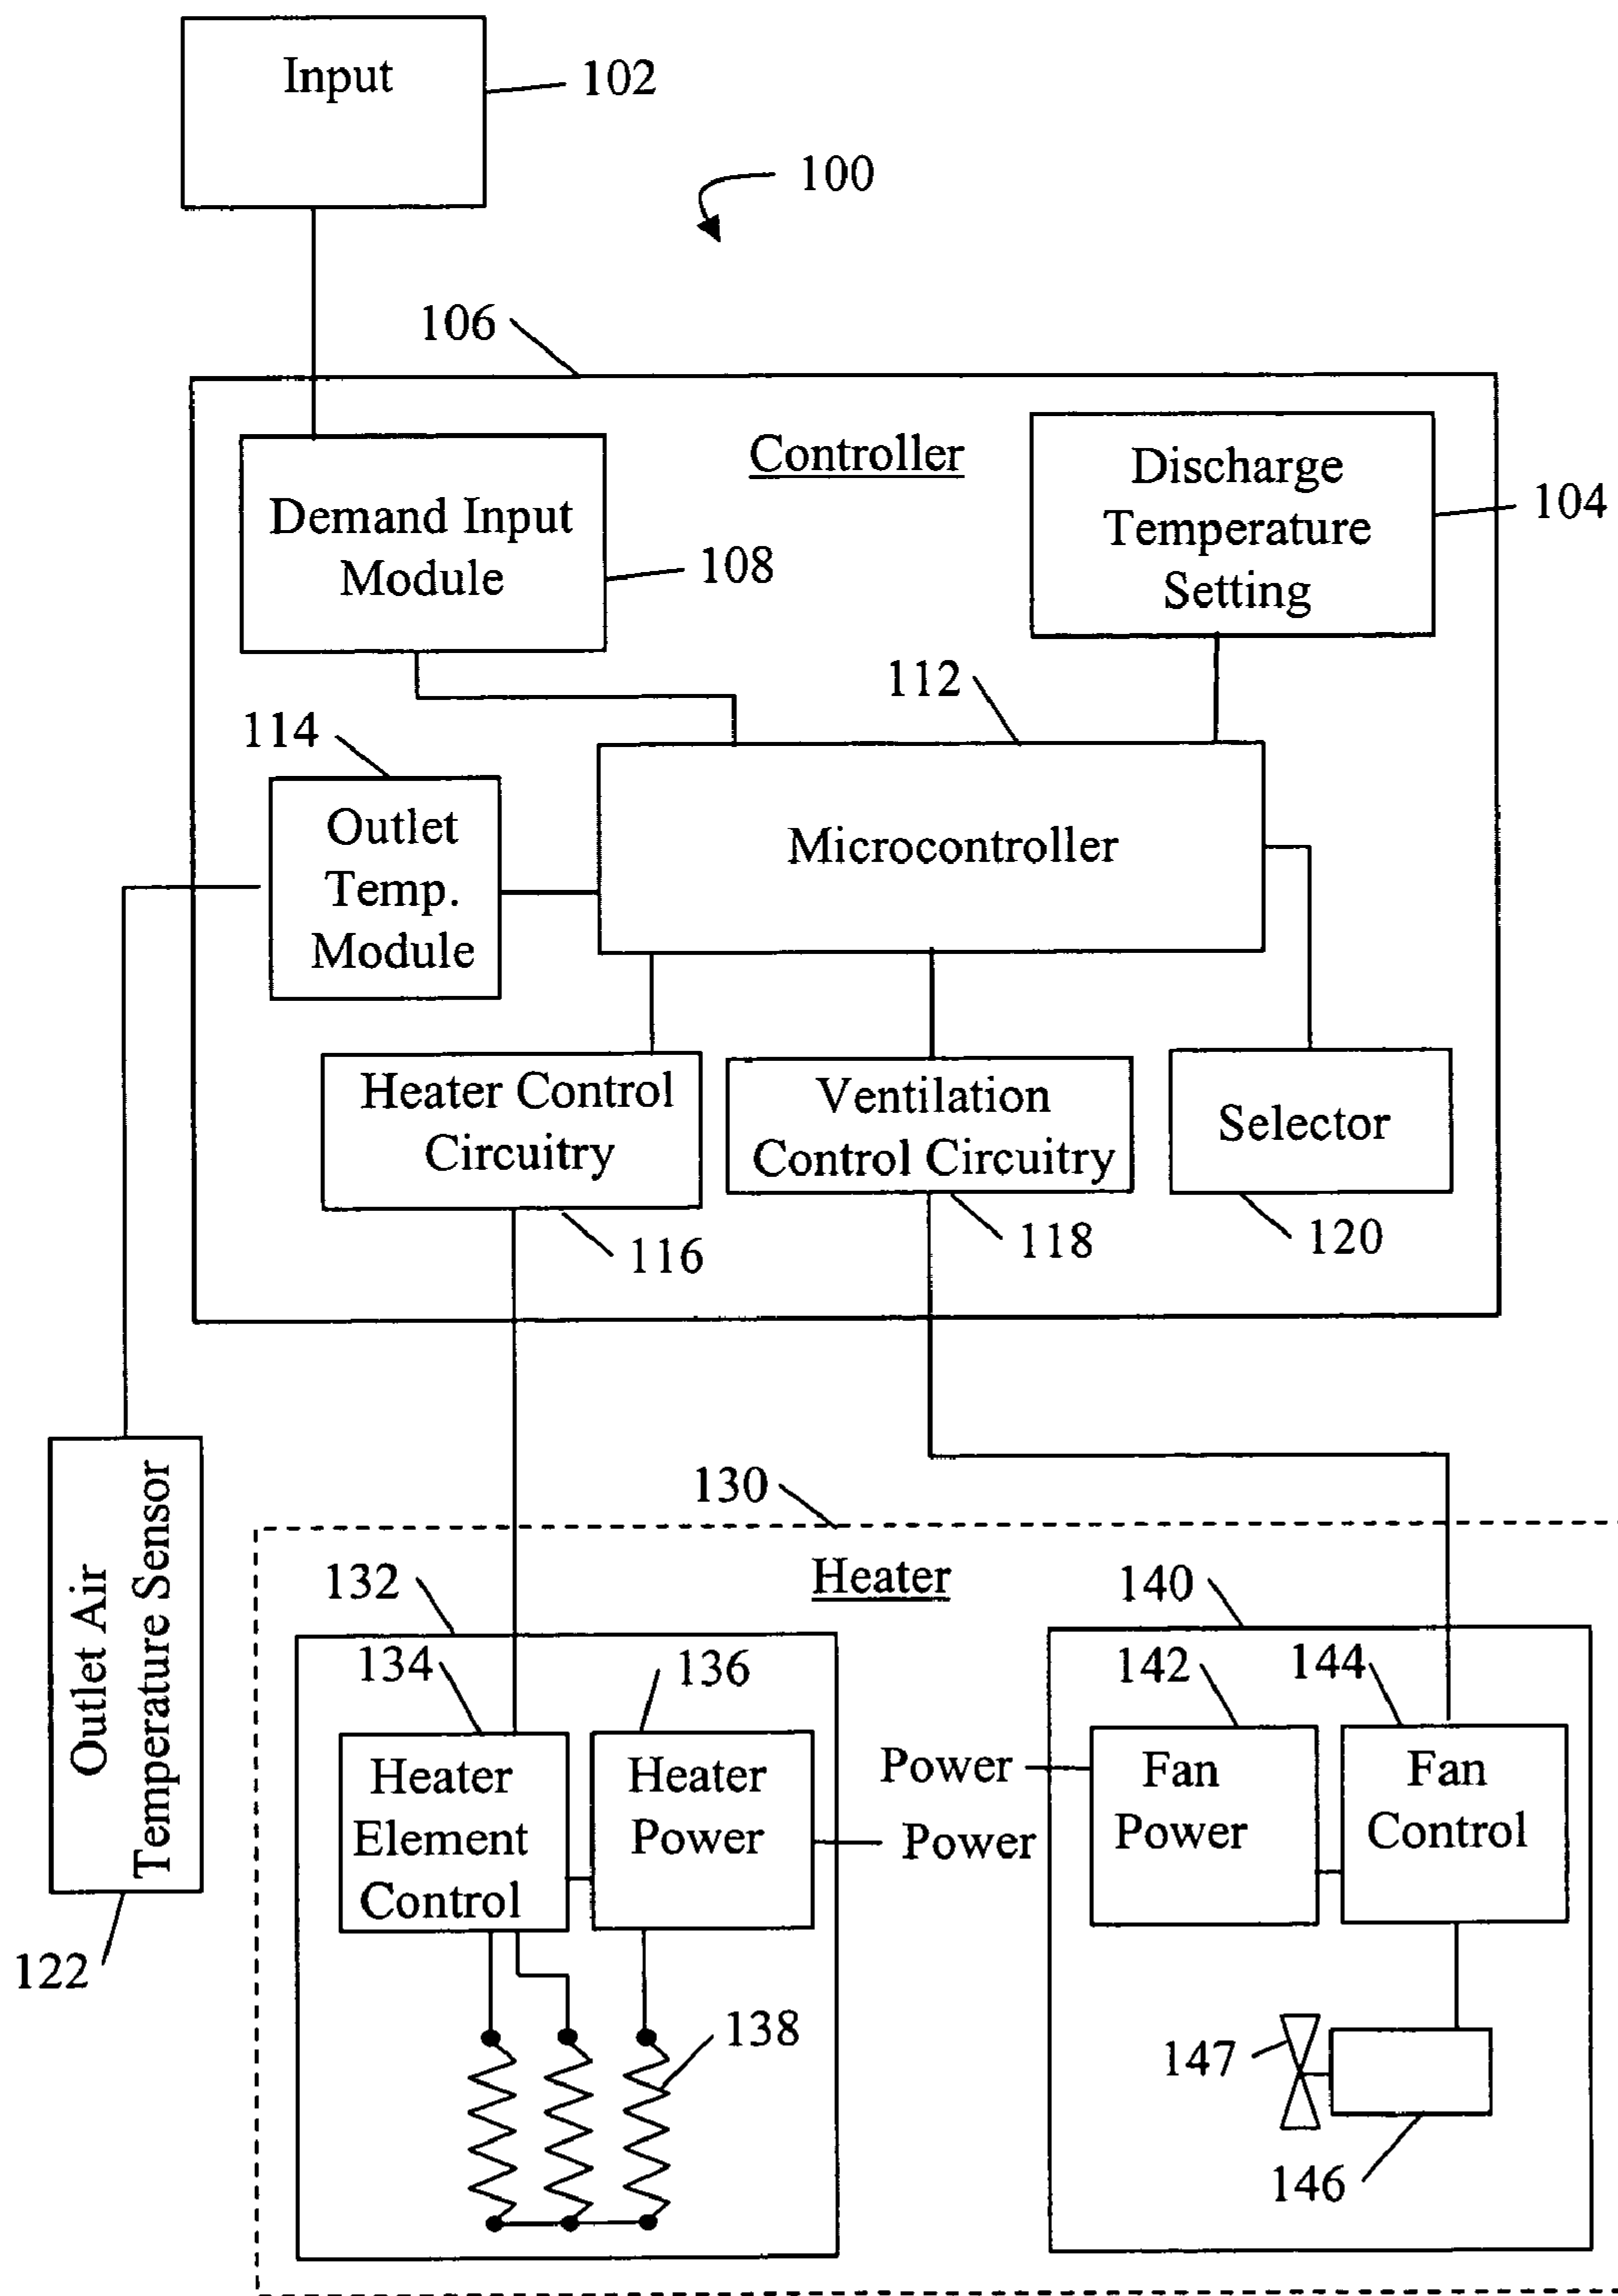 Input
102
100
106
Controller
Demand Input
Module
108
Discharge
Temperature
Setting
104
112
114
Outlet
Temp.
Module
Microcontroller
Heater Control
Circuitry
116
Ventilation
Control Circuitry
118
Selector
120
Outlet Air
Temperature Sensor
122
130
Heater
132
134
136
Heater
Element
Control
Heater
Power
138
Power
Power
140
142
144
Fan
Power
Fan
Control
147
146